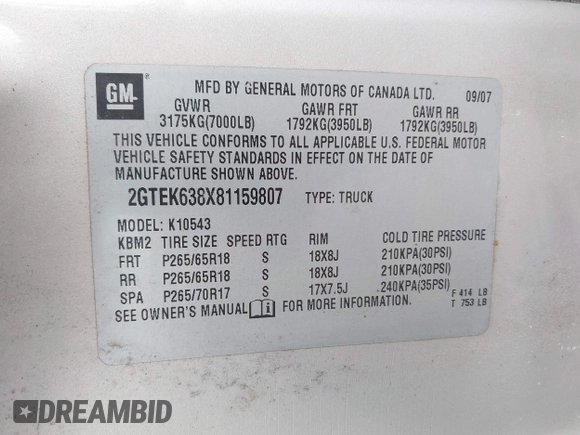 GM
MFD BY GENERAL MOTORS OF CANADA LTD. 09/07
GVWR GAWR FRT GAWR RR
3175KG(7000LB) 1792KG(3950LB) 1792KG(3950LB)
THIS VEHICLE CONFORMS TO ALL APPLICABLE U.S. FEDERAL MOTOR
VEHICLE SAFETY STANDARDS IN EFFECT ON THE DATE OF
MANUFACTURE SHOWN ABOVE.
2GTEK638X81159807 TYPE: TRUCK
MODEL: K10543
KBM2 TIRE SIZE SPEED RTG RIM COLD TIRE PRESSURE
FRT P265/65R18 S 18X8J 210KPA(30PSI)
RR P265/65R18 S 18X8J 210KPA(30PSI)
SPA P265/70R17 S 17X7.5J 240KPA(35PSI) F 414 LB
SEE OWNER'S MANUAL i FOR MORE INFORMATION. T 753 LB
DREAMBID